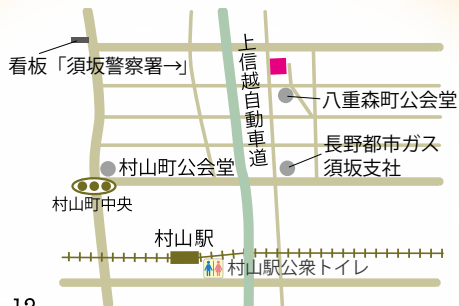 上信越自動車道
看板「須坂警察署→」
八重森町公会堂
長野都市ガス
須坂支社
村山町公会堂
村山町中央
村山駅
村山駅公衆トイレ